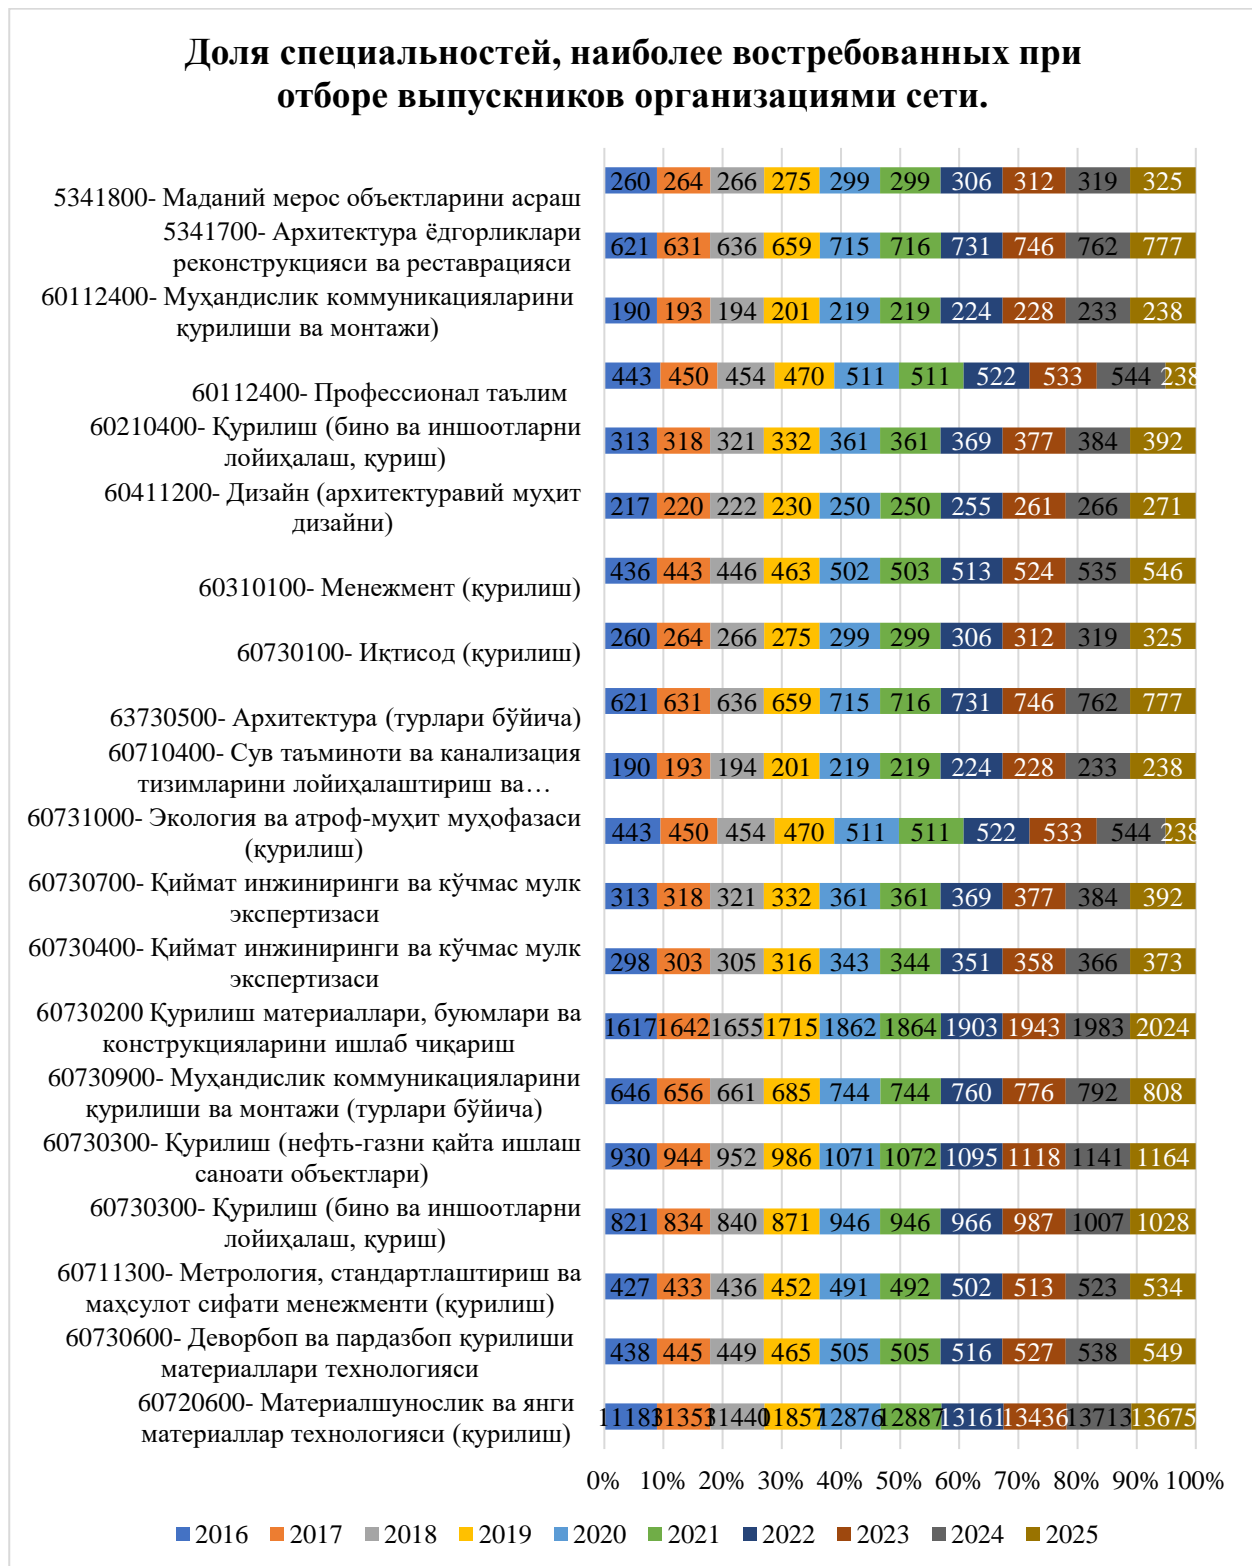 Доля специальностей, наиболее востребованных при
отборе выпускников организациями сети.
5341800- Маданий мерос объектларини асраш
260 264 266 275 299 299 306 312 319 325
5341700- Архитектура ёдгорликлари
реконструкцияси ва реставрацияси
621 631 636 659 715 716 731 746 762 777
60112400- Муҳандислик коммуникацияларини
қурилиши ва монтажи)
190 193 194 201 219 219 224 228 233 238
60112400- Профессионал таълим
443 450 454 470 511 511 522 533 544 238
60210400- Қурилиш (бино ва иншоотларни
лойиҳалаш, қуриш)
313 318 321 332 361 361 369 377 384 392
60411200- Дизайн (архитектуравий муҳит
дизайни)
217 220 222 230 250 250 255 261 266 271
60310100- Менежмент (қурилиш)
436 443 446 463 502 503 513 524 535 546
60730100- Иқтисод (қурилиш)
260 264 266 275 299 299 306 312 319 325
63730500- Архитектура (турлари бўйича)
621 631 636 659 715 716 731 746 762 777
60710400- Сув таъминоти ва канализация
тизимларини лойиҳалаштириш ва…
190 193 194 201 219 219 224 228 233 238
60731000- Экология ва атроф-муҳит муҳофазаси
(қурилиш)
443 450 454 470 511 511 522 533 544 238
60730700- Қиймат инжиниринги ва кўчмас мулк
экспертизаси
313 318 321 332 361 361 369 377 384 392
60730400- Қиймат инжиниринги ва кўчмас мулк
экспертизаси
298 303 305 316 343 344 351 358 366 373
60730200 Қурилиш материаллари, буюмлари ва
конструкцияларини ишлаб чиқариш
1617 1642 1655 1715 1862 1864 1903 1943 1983 2024
60730900- Муҳандислик коммуникацияларини
қурилиши ва монтажи (турлари бўйича)
646 656 661 685 744 744 760 776 792 808
60730300- Қурилиш (нефть-газни қайта ишлаш
саноати объектлари)
930 944 952 986 1071 1072 1095 1118 1141 1164
60730300- Қурилиш (бино ва иншоотларни
лойиҳалаш, қуриш)
821 834 840 871 946 946 966 987 1007 1028
60711300- Метрология, стандартлаштириш ва
маҳсулот сифати менежменти (қурилиш)
427 433 436 452 491 492 502 513 523 534
60730600- Деворбоп ва пардазбоп қурилиши
материаллари технологияси
438 445 449 465 505 505 516 527 538 549
60720600- Материалшунослик ва янги
материаллар технологияси (қурилиш)
11857 12876 12887 13161 13436 13713 13675
0% 10% 20% 30% 40% 50% 60% 70% 80% 90% 100%
2016 2017 2018 2019 2020 2021 2022 2023 2024 2025